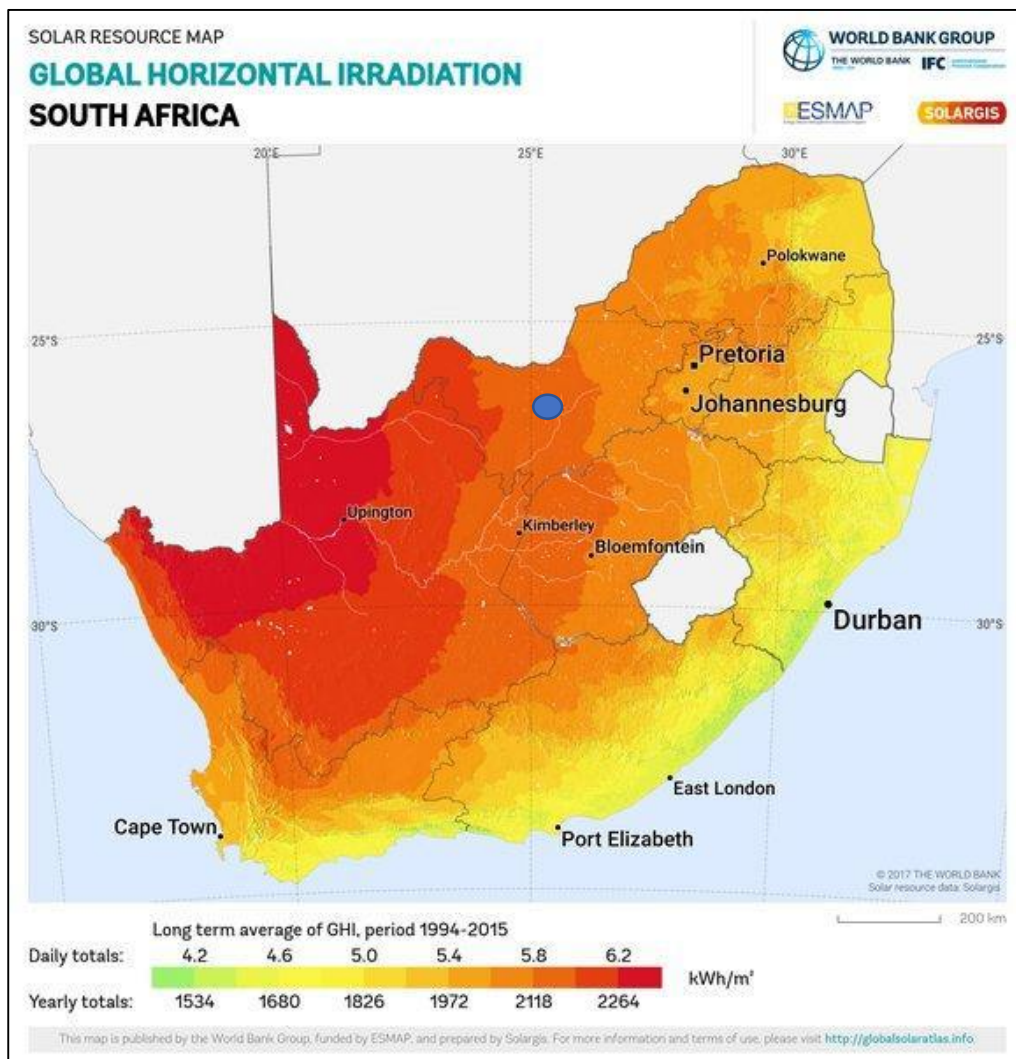 SOLAR RESOURCE MAP
GLOBAL HORIZONTAL IRRADIATION
SOUTH AFRICA
WORLD BANK GROUP
THE WORLD BANK IFC
ESMAP SOLARGIS
20°E 25°E 30°E
Polokwane
25°S 25°S
Pretoria
Johannesburg
Upington
Kimberley
Bloemfontein
Durban
30°S 30°S
East London
Cape Town
Port Elizabeth
© 2017 THE WORLD BANK
Solar resource data: Solargis
200 km
Long term average of GHI, period 1994-2015
Daily totals: 4.2 4.6 5.0 5.4 5.8 6.2
kWh/m²
Yearly totals: 1534 1680 1826 1972 2118 2264
This map is published by the World Bank Group, funded by ESMAP, and prepared by Solargis. For more information and terms of use, please visit http://globalsolaratlas.info.